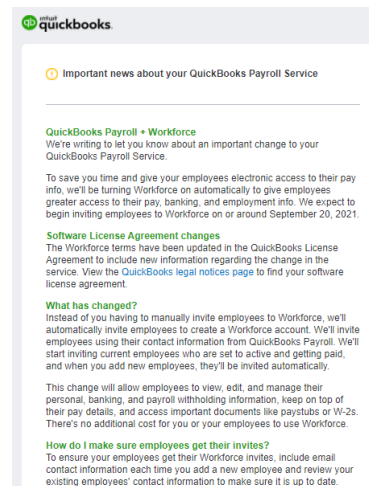 intuit
quickbooks.
Important news about your QuickBooks Payroll Service
QuickBooks Payroll + Workforce
We're writing to let you know about an important change to your
QuickBooks Payroll Service.
To save you time and give your employees electronic access to their pay
info, we'll be turning Workforce on automatically to give employees
greater access to their pay, banking, and employment info. We expect to
begin inviting employees to Workforce on or around September 20, 2021.
Software License Agreement changes
The Workforce terms have been updated in the QuickBooks License
Agreement to include new information regarding the change in the
service. View the QuickBooks legal notices page to find your software
license agreement.
What has changed?
Instead of you having to manually invite employees to Workforce, we'll
automatically invite employees to create a Workforce account. We'll invite
employees using their contact information from QuickBooks Payroll. We'll
start inviting current employees who are set to active and getting paid,
and when you add new employees, they'll be invited automatically.
This change will allow employees to view, edit, and manage their
personal, banking, and payroll withholding information, keep on top of
their pay details, and access important documents like paystubs or W-2s.
There's no additional cost for you or your employees to use Workforce.
How do I make sure employees get their invites?
To ensure your employees get their Workforce invites, include email
contact information each time you add a new employee and review your
existing employees' contact information to make sure it is up to date.